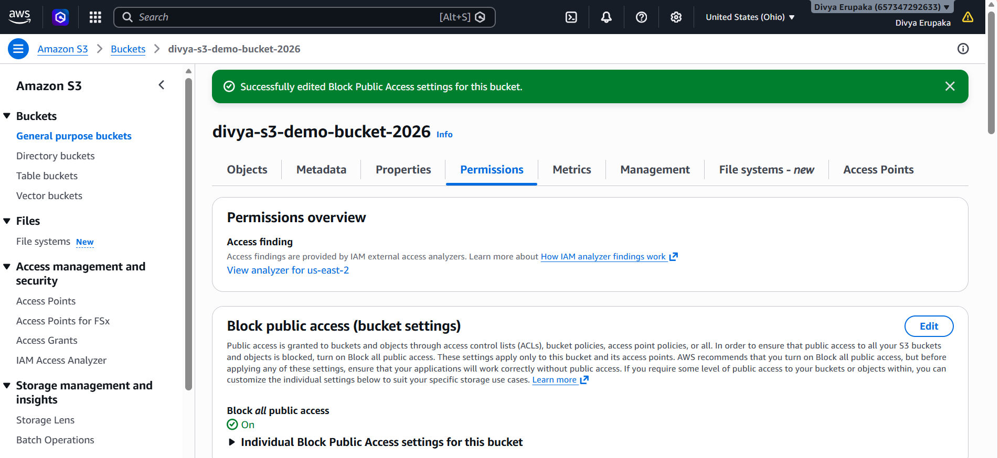 aws
Search
[Alt+S]
United States (Ohio)
Divya Erupaka (657347292633)
Divya Erupaka
Amazon S3
Buckets
divya-s3-demo-bucket-2026
Amazon S3
Buckets
General purpose buckets
Directory buckets
Table buckets
Vector buckets
Files
File systems New
Access management and
security
Access Points
Access Points for FSx
Access Grants
IAM Access Analyzer
Storage management and
insights
Storage Lens
Batch Operations
Successfully edited Block Public Access settings for this bucket.
divya-s3-demo-bucket-2026 Info
Objects
Metadata
Properties
Permissions
Metrics
Management
File systems - new
Access Points
Permissions overview
Access finding
Access findings are provided by IAM external access analyzers. Learn more about How IAM analyzer findings work
View analyzer for us-east-2
Block public access (bucket settings)
Edit
Public access is granted to buckets and objects through access control lists (ACLs), bucket policies, access point policies, or all. In order to ensure that public access to all your S3 buckets
and objects is blocked, turn on Block all public access. These settings apply only to this bucket and its access points. AWS recommends that you turn on Block all public access, but before
applying any of these settings, ensure that your applications will work correctly without public access. If you require some level of public access to your buckets or objects within, you can
customize the individual settings below to suit your specific storage use cases. Learn more
Block all public access
On
Individual Block Public Access settings for this bucket